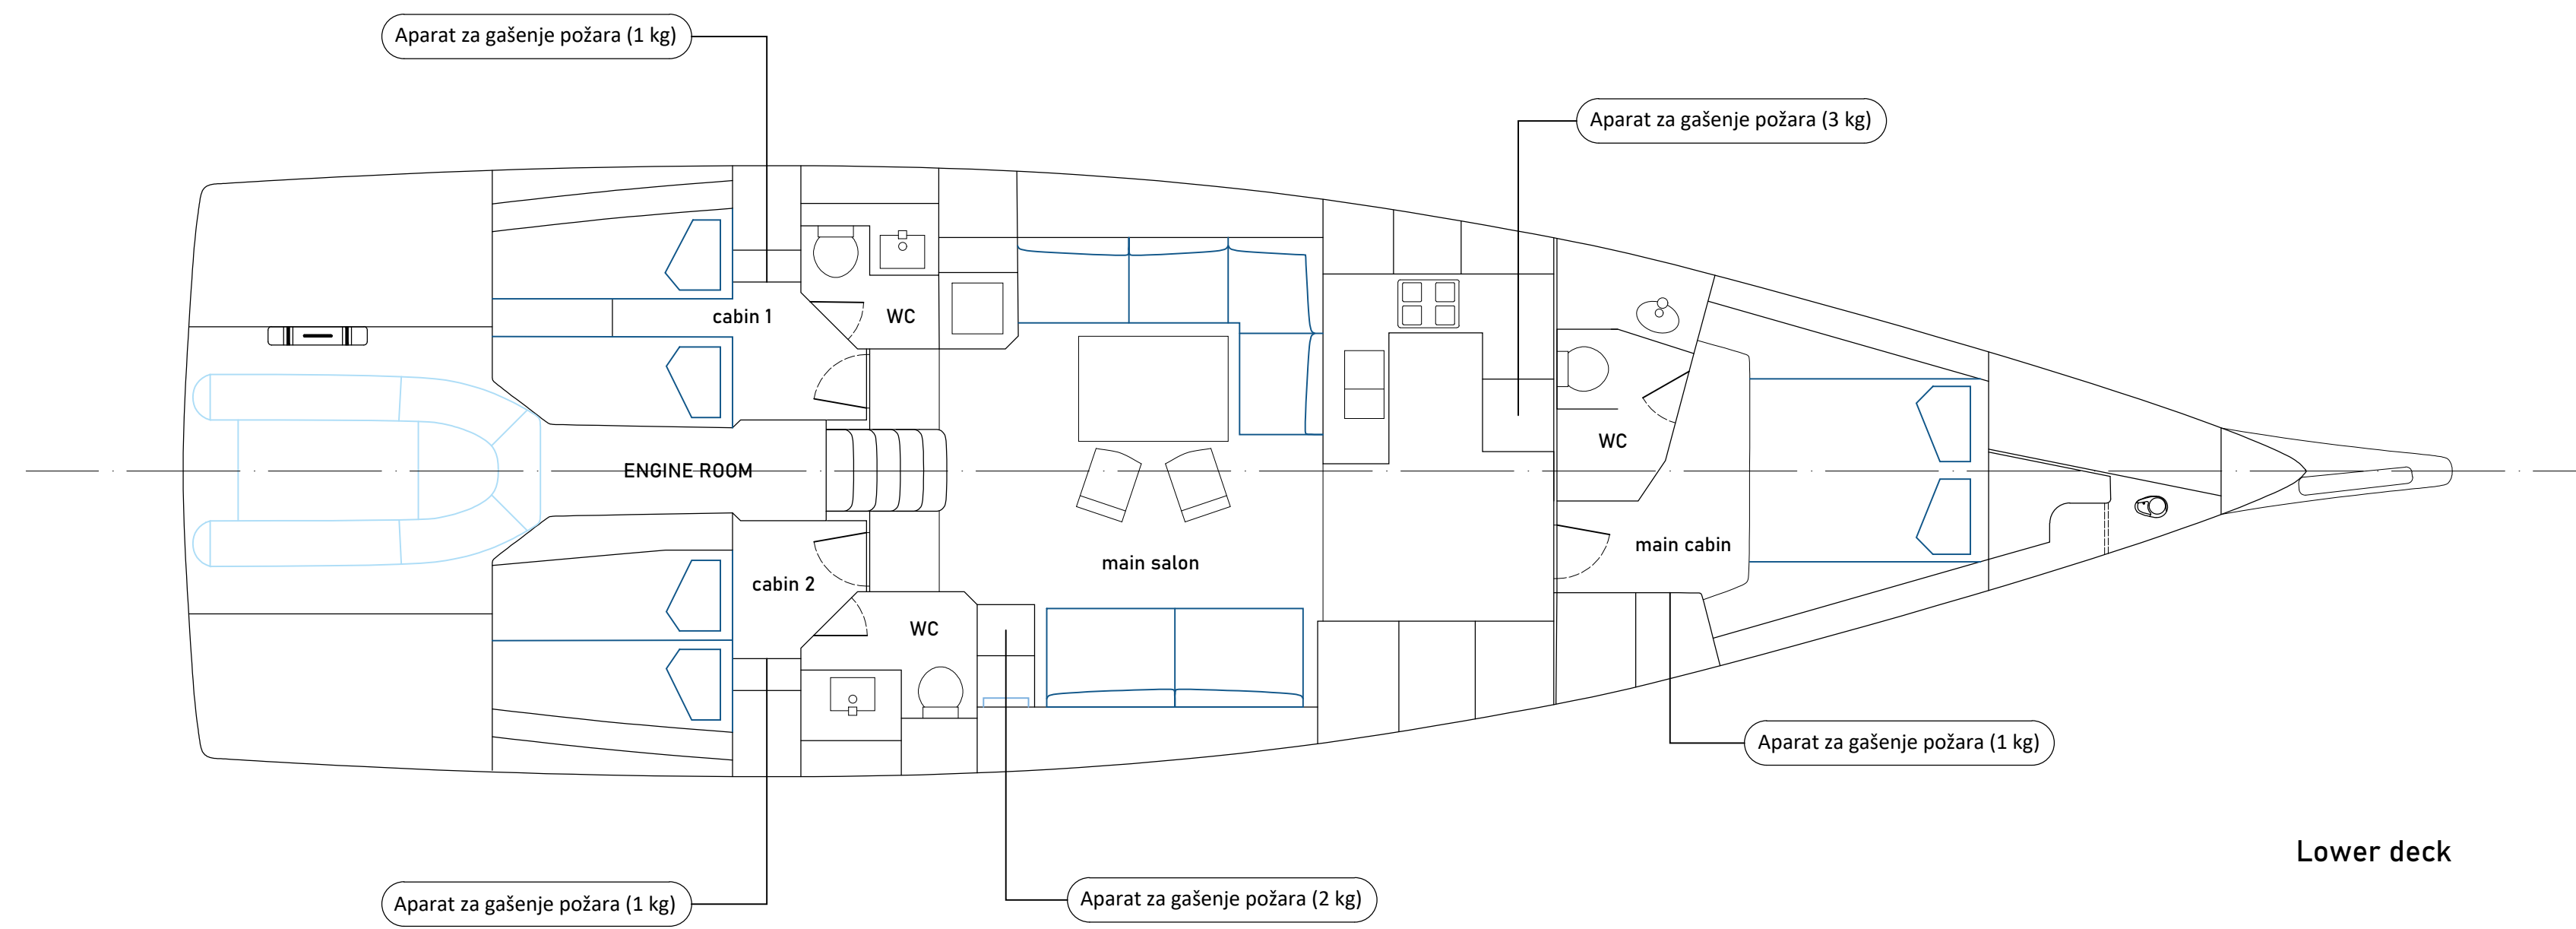 Aparat za gašenje požara (1 kg)
Aparat za gašenje požara (3 kg)
cabin 1
WC
WC
ENGINE ROOM
main salon
main cabin
cabin 2
WC
Aparat za gašenje požara (1 kg)
Lower deck
Aparat za gašenje požara (1 kg)
Aparat za gašenje požara (2 kg)